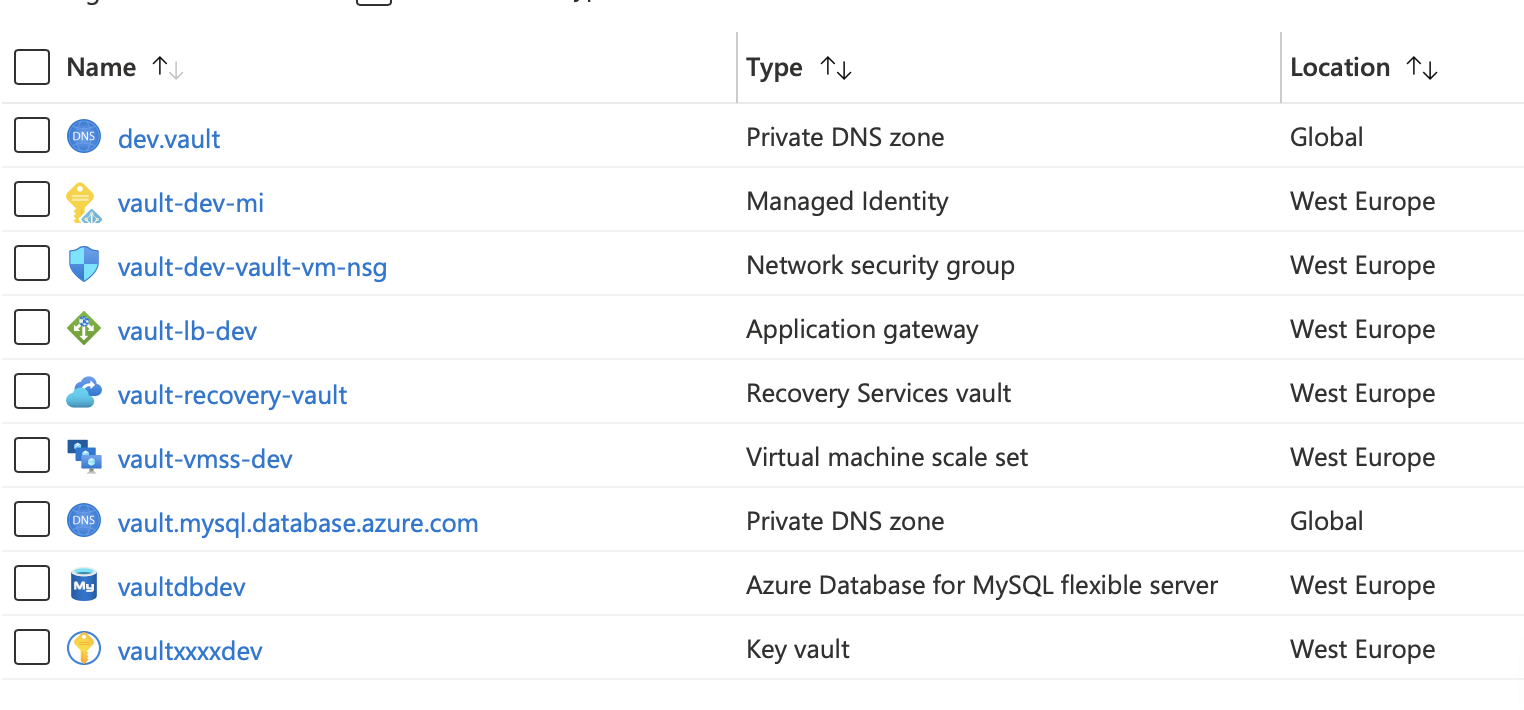 Name ↑↓ Type ↑↓ Location ↑↓
DNS dev.vault Private DNS zone Global
vault-dev-mi Managed Identity West Europe
vault-dev-vault-vm-nsg Network security group West Europe
vault-lb-dev Application gateway West Europe
vault-recovery-vault Recovery Services vault West Europe
vault-vmss-dev Virtual machine scale set West Europe
DNS vault.mysql.database.azure.com Private DNS zone Global
My vaultdbdev Azure Database for MySQL flexible server West Europe
vaultxxxxdev Key vault West Europe